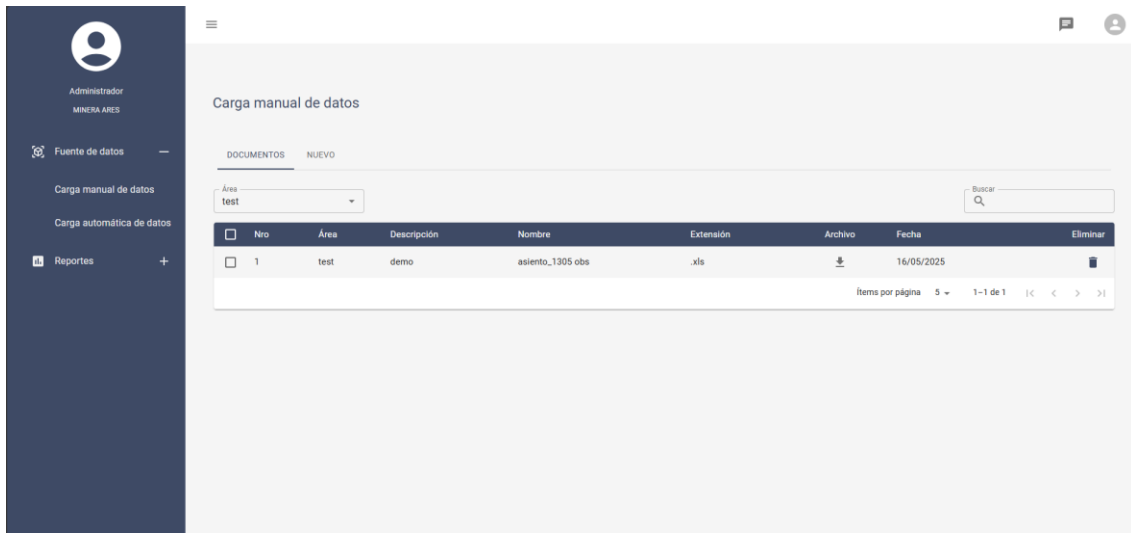 Administrador
MINERA ARES
Fuente de datos
Carga manual de datos
Carga automática de datos
Reportes
Carga manual de datos
DOCUMENTOS NUEVO
Área
test
Buscar
Nro Área Descripción Nombre Extensión Archivo Fecha Eliminar
1 test demo asiento_1305 obs .xls 16/05/2025
Ítems por página 5 1–1 de 1